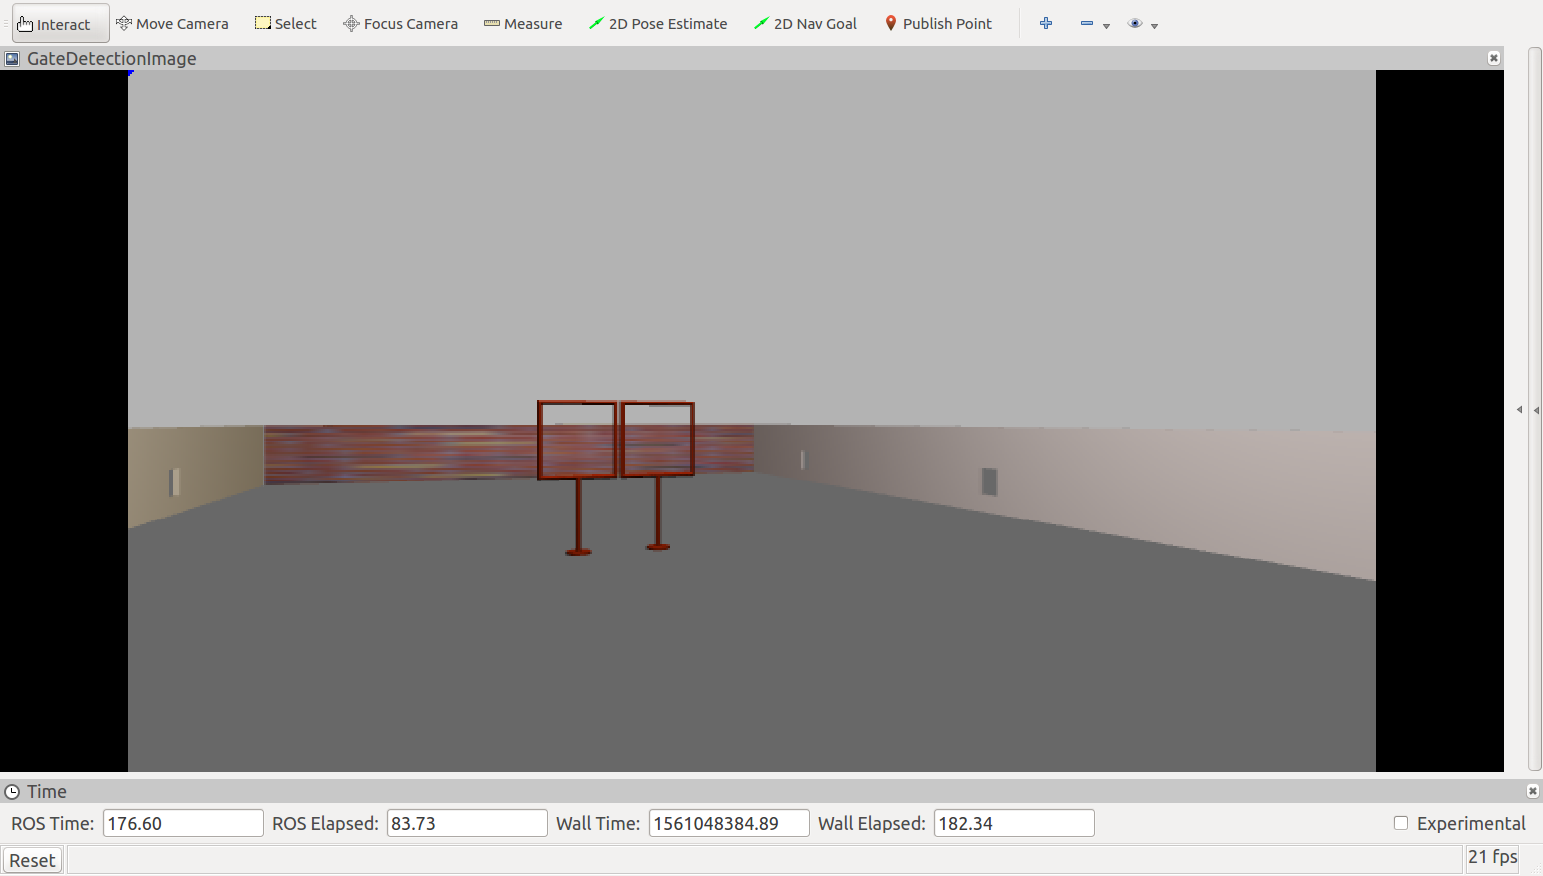 Interact Move Camera Select Focus Camera Measure 2D Pose Estimate 2D Nav Goal Publish Point
GateDetectionImage
Time
ROS Time: 176.60 ROS Elapsed: 83.73 Wall Time: 1561048384.89 Wall Elapsed: 182.34 Experimental
Reset 21 fps